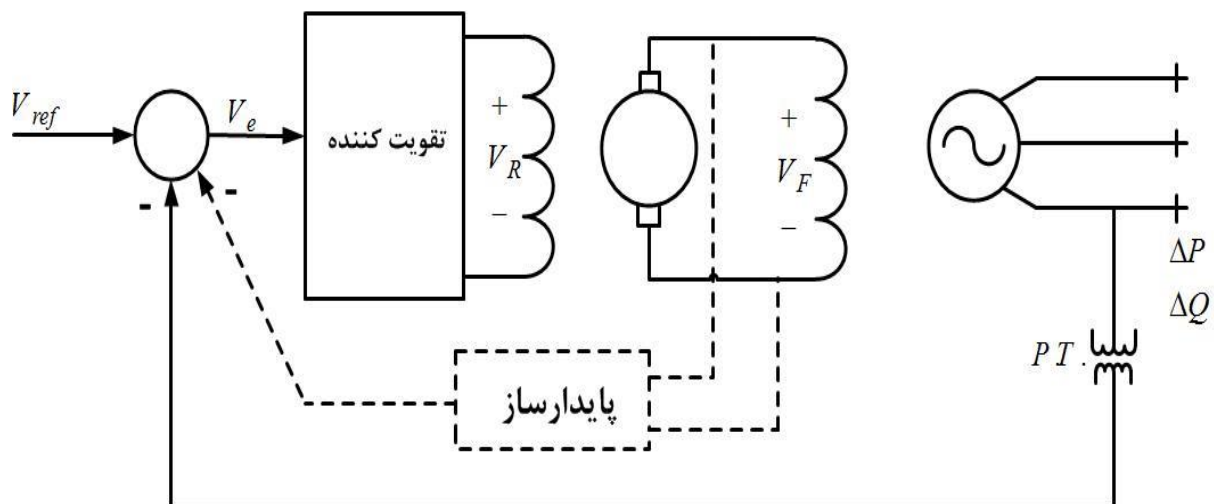 V_ref
V_e
تقویت کننده
+
V_R
−
+
V_F
−
-
-
ΔP
ΔQ
P.T.
پایدارساز